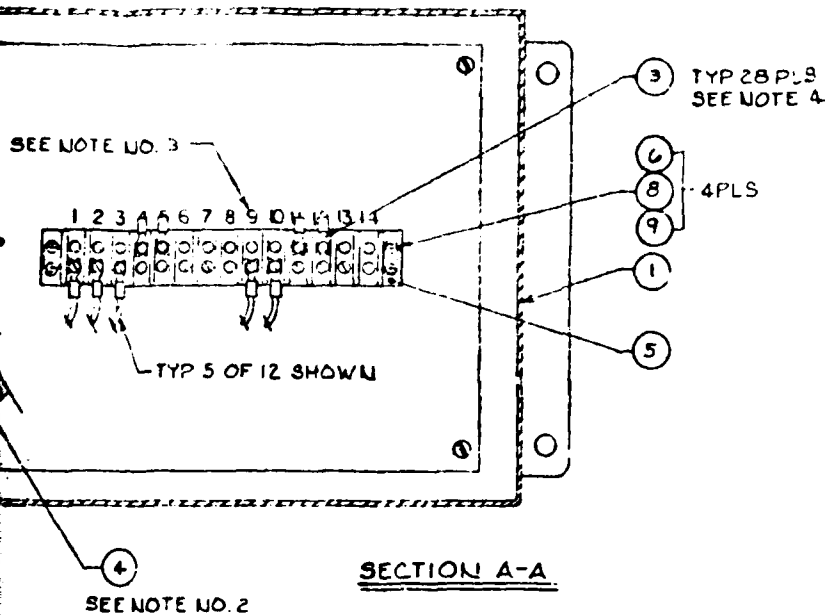 3 TYP 28 PLS
SEE NOTE 4
SEE NOTE NO. 3
6
8 4PLS
9
1 2 3 4 5 6 7 8 9 10 11 12 13 14
1
5
TYP 5 OF 12 SHOWN
4
SEE NOTE NO. 2
SECTION A-A